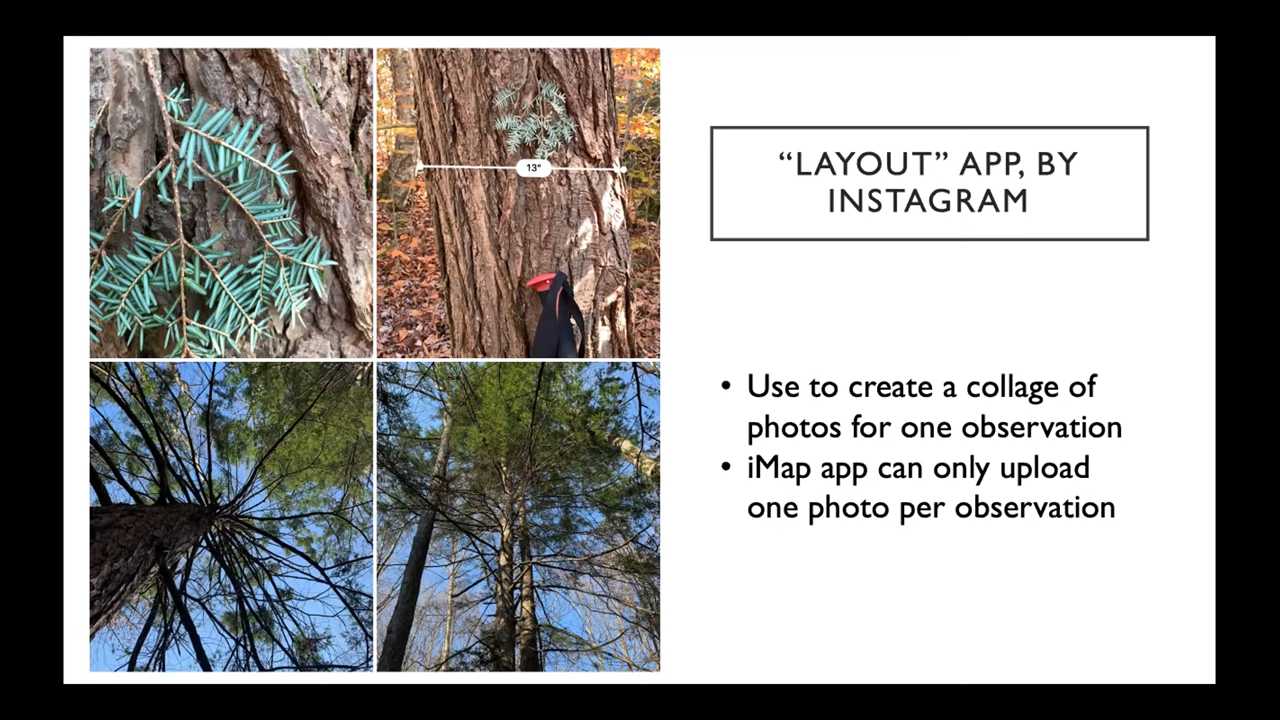 13"
“LAYOUT” APP, BY
INSTAGRAM
• Use to create a collage of
photos for one observation
• iMap app can only upload
one photo per observation